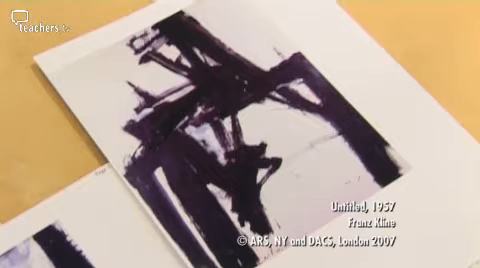 teachers.tv
Untitled, 1957
Franz Kline
© ARS, NY and DACS, London 2007